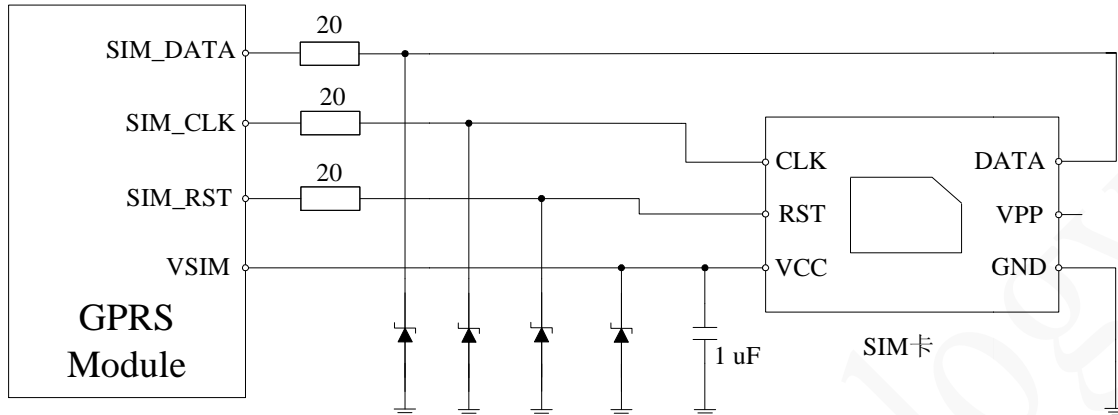 20
SIM_DATA
20
SIM_CLK
20
SIM_RST
VSIM
GPRS
Module
CLK
RST
VCC
DATA
VPP
GND
1 uF
SIM卡